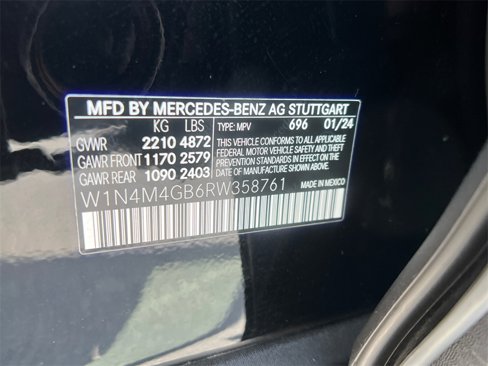 MFD BY MERCEDES-BENZ AG STUTTGART
KG LBS TYPE: MPV 696 01/24
GWR 2210 4872 THIS VEHICLE CONFORMS TO ALL APPLICABLE
GAWR FRONT 1170 2579 FEDERAL MOTOR VEHICLE SAFETY AND THEFT
GAWR REAR 1090 2403 PREVENTION STANDARDS IN EFFECT ON THE DATE OF MANUFACTURE SHOWN ABOVE.
W1N4M4GB6RW358761 MADE IN MEXICO